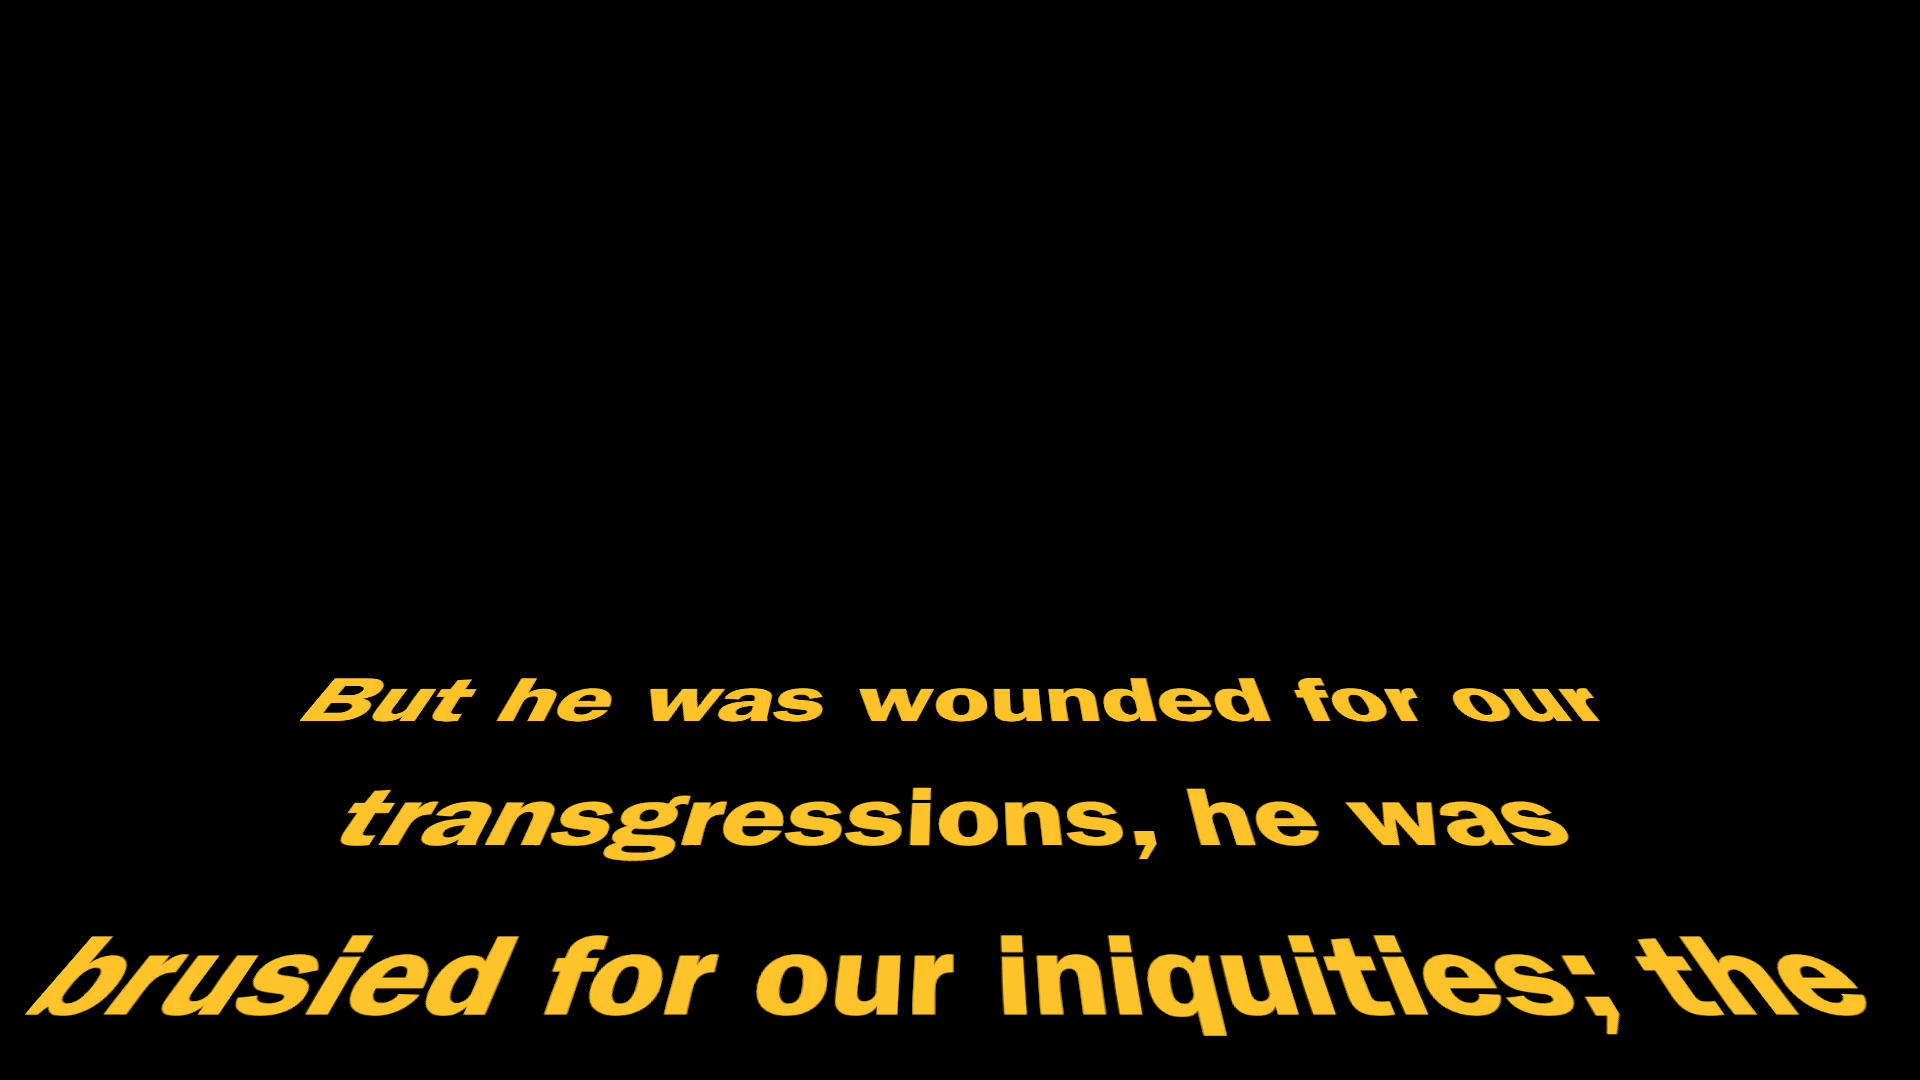 But he was wounded for our
transgressions, he was
brusied for our iniquities; the